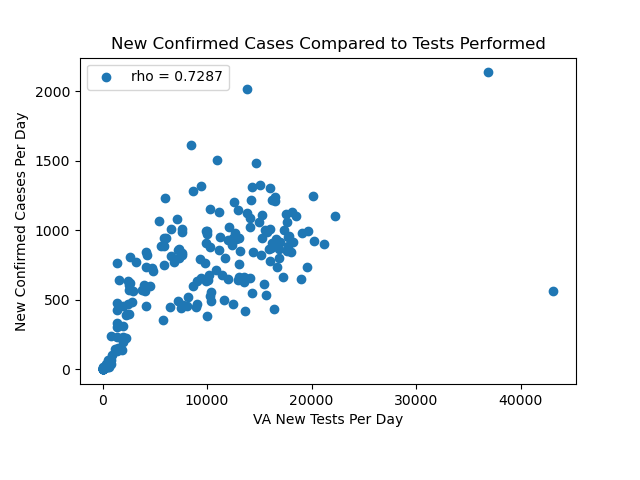 New Confirmed Cases Compared to Tests Performed
rho = 0.7287
New Confirmed Caeses Per Day
2000
1500
1000
500
0
0 10000 20000 30000 40000
VA New Tests Per Day